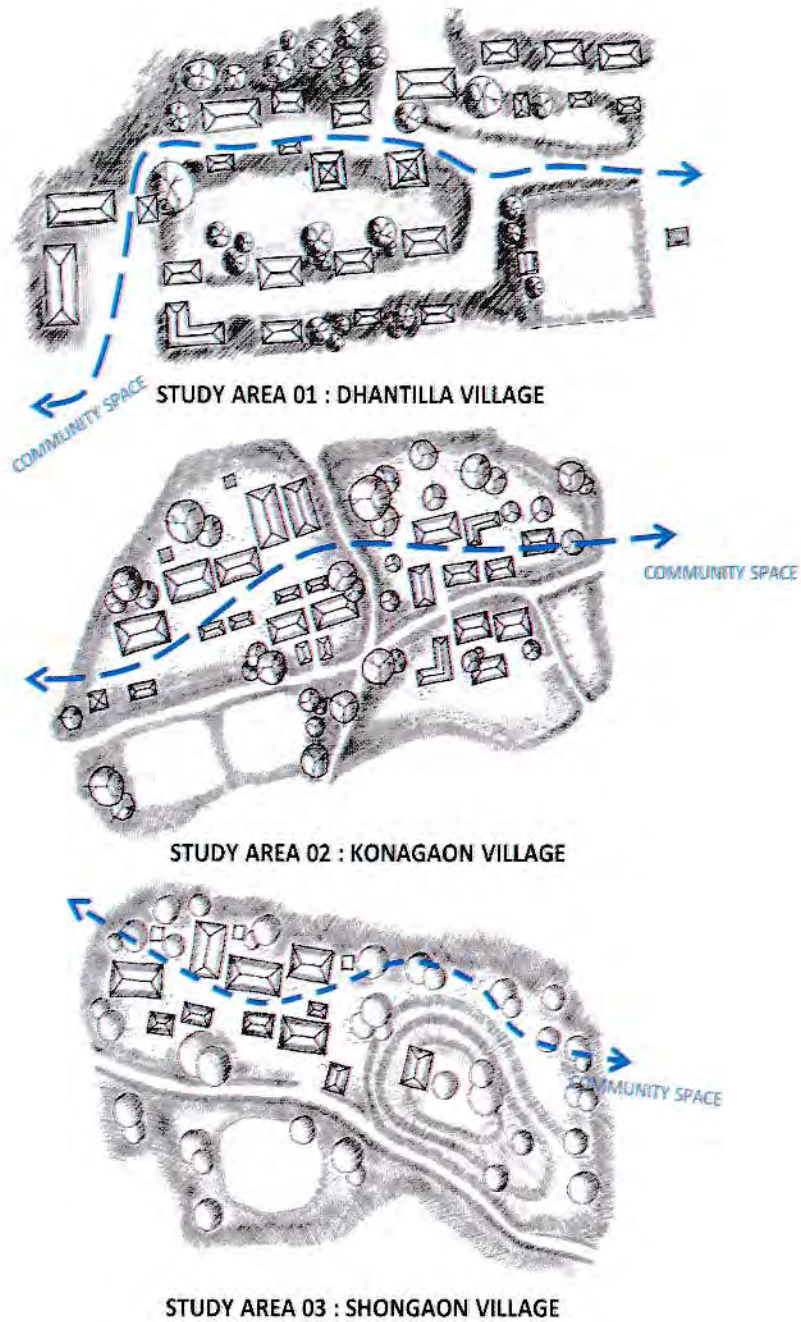 COMMUNITY SPACE
STUDY AREA 01 : DHANTILLA VILLAGE
COMMUNITY SPACE
STUDY AREA 02 : KONAGAON VILLAGE
COMMUNITY SPACE
STUDY AREA 03 : SHONGAON VILLAGE